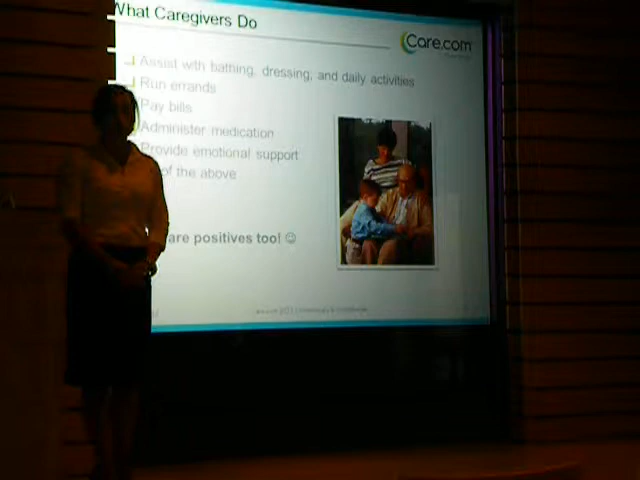 What Caregivers Do
Care.com
Assist with bathing, dressing, and daily activities
Run errands
Pay bills
Administer medication
Provide emotional support
of the above
are positives too! ☺